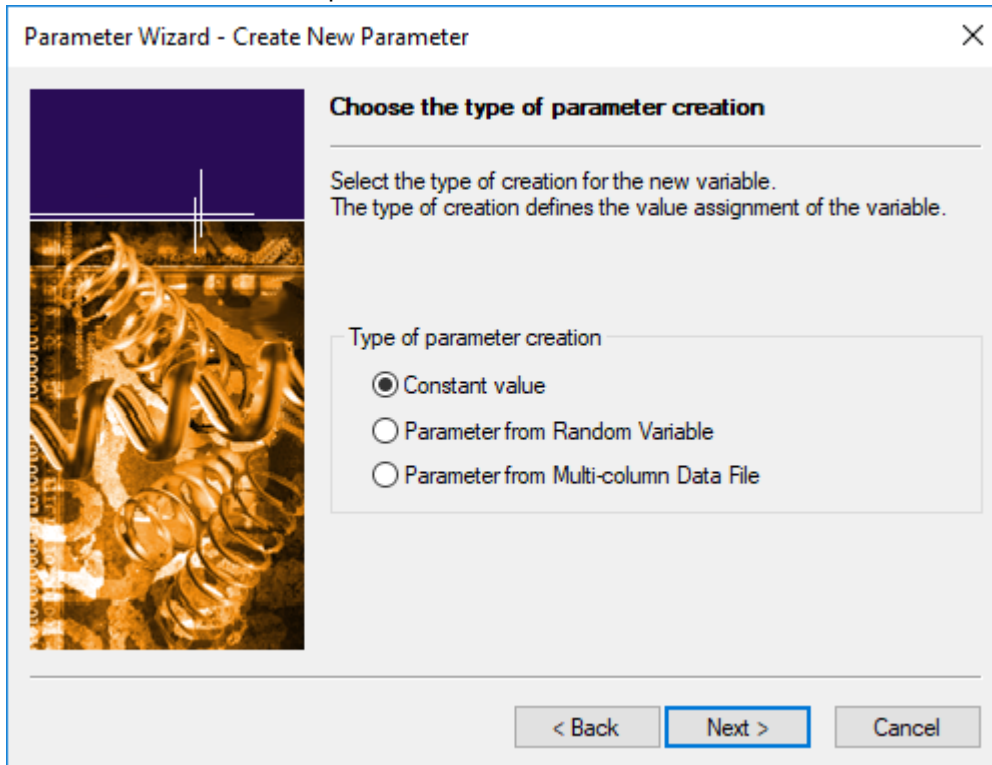 Parameter Wizard - Create New Parameter
Choose the type of parameter creation
Select the type of creation for the new variable.
The type of creation defines the value assignment of the variable.
Type of parameter creation
Constant value
Parameter from Random Variable
Parameter from Multi-column Data File
< Back
Next >
Cancel